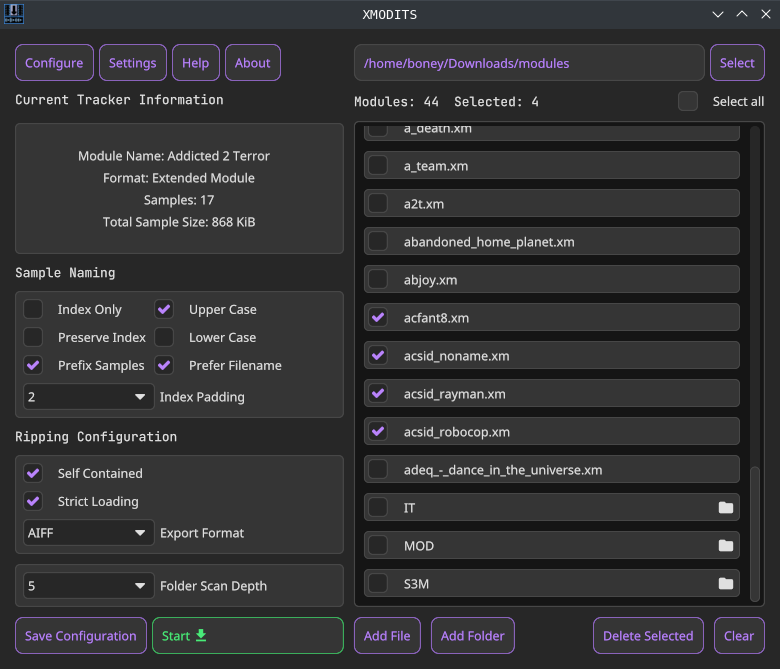 XMODITS
Configure Settings Help About
/home/boney/Downloads/modules Select
Current Tracker Information
Modules: 44 Selected: 4 Select all
Module Name: Addicted 2 Terror
Format: Extended Module
Samples: 17
Total Sample Size: 868 KiB
Sample Naming
Index Only Upper Case
Preserve Index Lower Case
Prefix Samples Prefer Filename
2 Index Padding
Ripping Configuration
Self Contained
Strict Loading
AIFF Export Format
5 Folder Scan Depth
Save Configuration Start
a_death.xm
a_team.xm
a2t.xm
abandoned_home_planet.xm
abjoy.xm
acfant8.xm
acsid_noname.xm
acsid_rayman.xm
acsid_robocop.xm
adeq_-_dance_in_the_universe.xm
IT
MOD
S3M
Add File Add Folder Delete Selected Clear